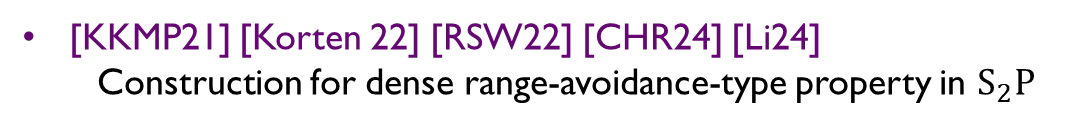 • [KKMP21] [Korten 22] [RSW22] [CHR24] [Li24]
Construction for dense range-avoidance-type property in S₂P